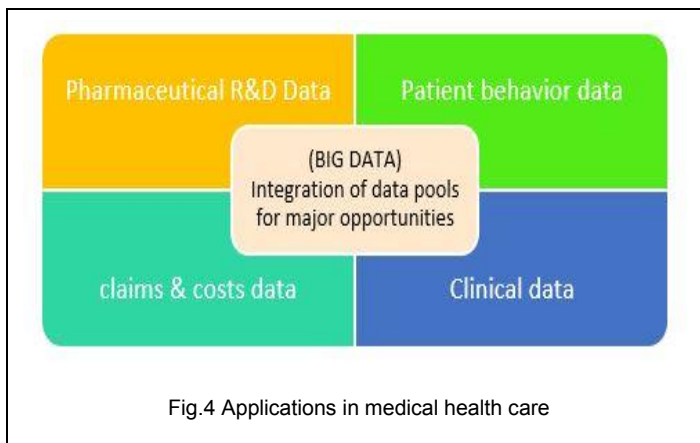 Pharmaceutical R&D Data
Patient behavior data
(BIG DATA)
Integration of data pools
for major opportunities
claims & costs data
Clinical data
Fig.4 Applications in medical health care